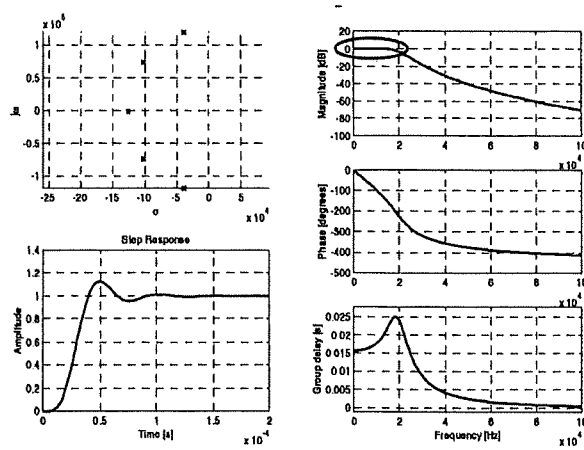 x 10^5
1
0.5
0
-0.5
-1
jω
-25 -20 -15 -10 -5 0 5
σ
x 10^4
Step Response
1.4
1.2
1
0.8
0.6
0.4
0.2
0
Amplitude
0 0.5 1 1.5 2
Time [s]
x 10^-4
20
0
-20
-40
-60
-80
-100
Magnitude [dB]
0 2 4 6 8 10
x 10^4
0
-100
-200
-300
-400
-500
Phase [degrees]
0 2 4 6 8 10
x 10^4
0.025
0.02
0.015
0.01
0.005
0
Group delay [s]
0 2 4 6 8 10
Frequency [Hz]
x 10^4